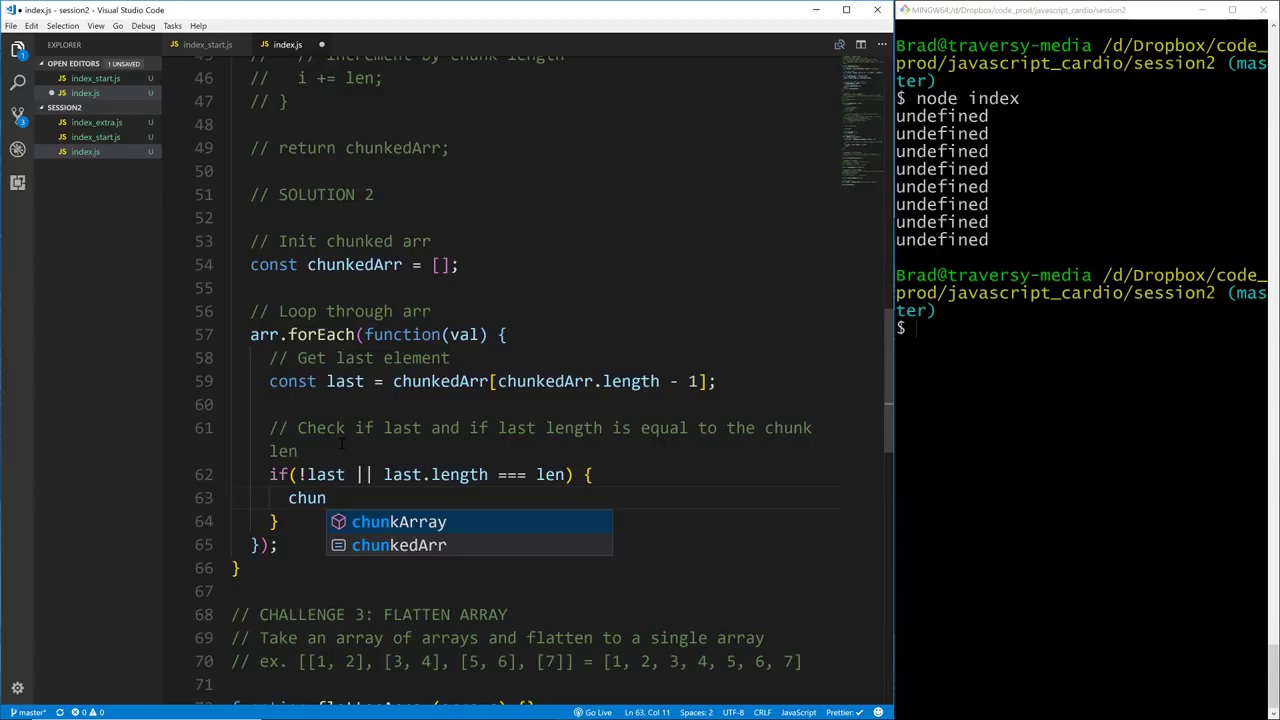 index.js - session2 - Visual Studio Code
File Edit Selection View Go Debug Tasks Help
EXPLORER
OPEN EDITORS 1 UNSAVED
index_start.js U
index.js U
SESSION2
index_extra.js U
index_start.js U
index.js U
index_start.js index.js
46 // i += len;
47 // }
48
49 // return chunkedArr;
50
51 // SOLUTION 2
52
53 // Init chunked arr
54 const chunkedArr = [];
55
56 // Loop through arr
57 arr.forEach(function(val) {
58 // Get last element
59 const last = chunkedArr[chunkedArr.length - 1];
60
61 // Check if last and if last length is equal to the chunk
len
62 if(!last || last.length === len) {
63 chun
chunkArray
64 }
chunkedArr
65 });
66 }
67
68 // CHALLENGE 3: FLATTEN ARRAY
69 // Take an array of arrays and flatten to a single array
70 // ex. [[1, 2], [3, 4], [5, 6], [7]] = [1, 2, 3, 4, 5, 6, 7]
71
master* 0 0 Go Live Ln 63, Col 11 Spaces: 2 UTF-8 CRLF JavaScript Prettier: ✓
MINGW64:/d/Dropbox/code_prod/javascript_cardio/session2
Brad@traversy-media /d/Dropbox/code_
prod/javascript_cardio/session2 (mas
ter)
$ node index
undefined
undefined
undefined
undefined
undefined
undefined
undefined
undefined
Brad@traversy-media /d/Dropbox/code_
prod/javascript_cardio/session2 (mas
ter)
$